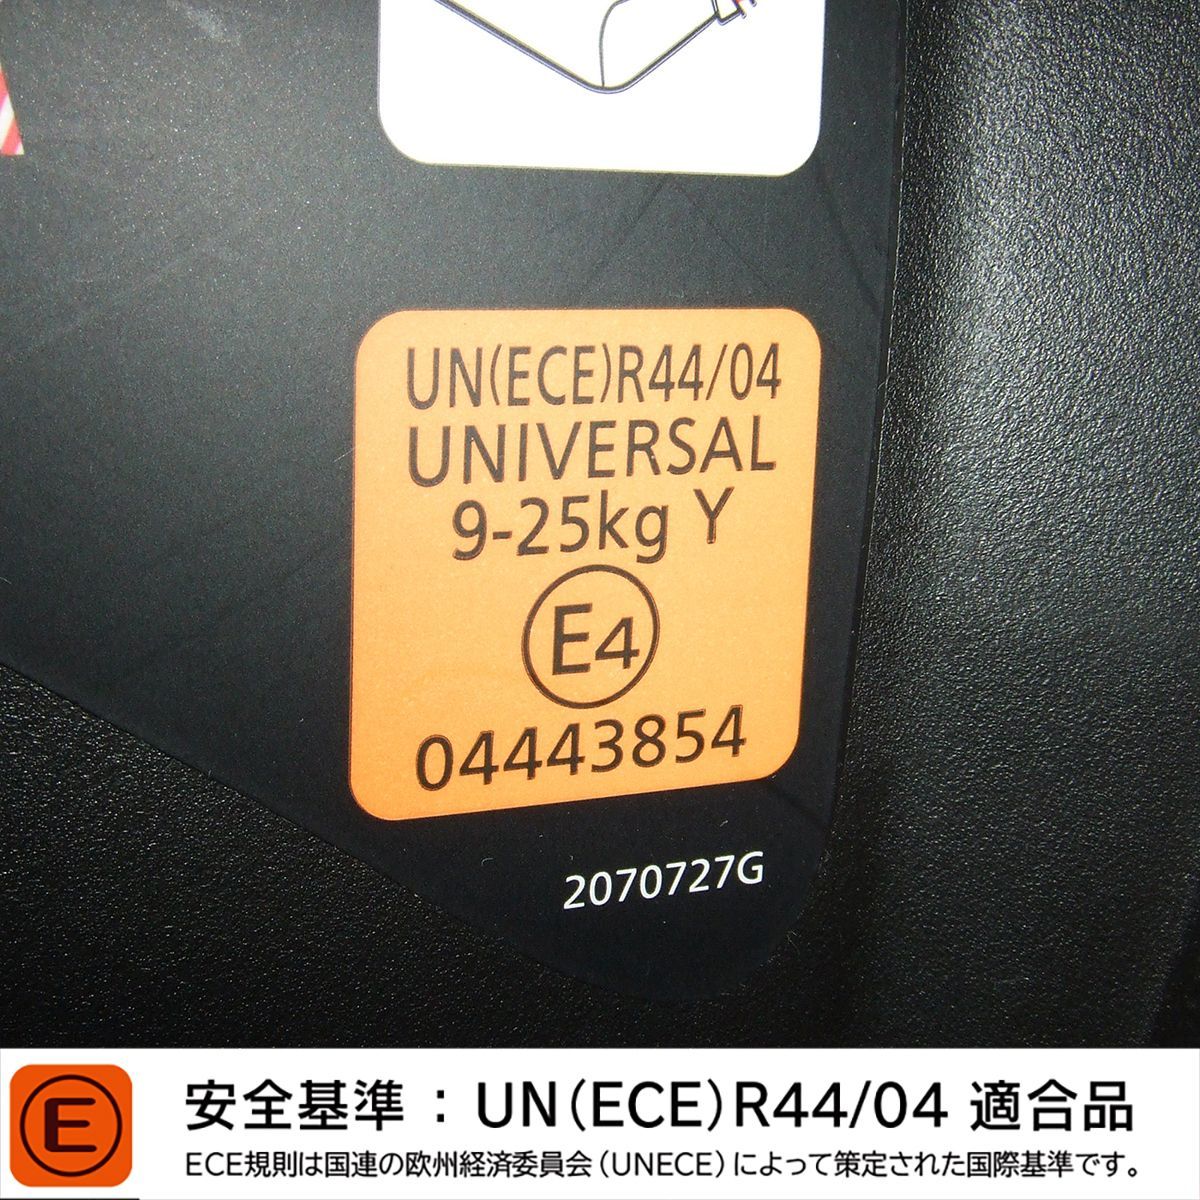 UN(ECE)R44/04
UNIVERSAL
9-25kg Y
E4
04443854
2070727G
E
安全基準 : UN(ECE)R44/04 適合品
ECE規則は国連の欧州経済委員会(UNECE)によって策定された国際基準です。